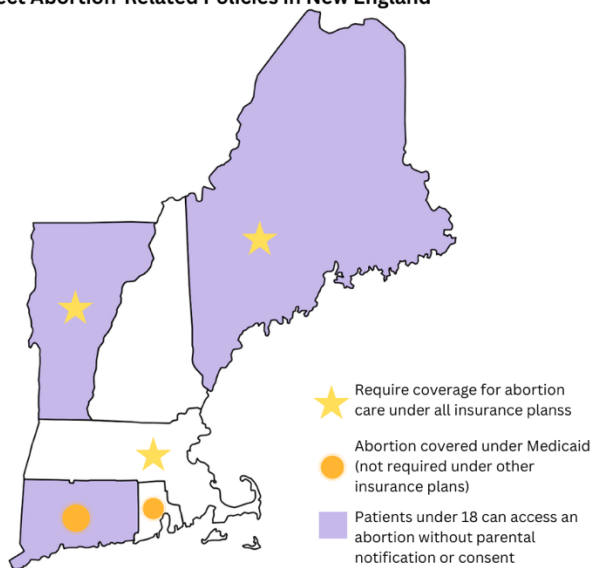 ect Abortion-Related Policies in New England
Require coverage for abortion
care under all insurance planss
Abortion covered under Medicaid
(not required under other
insurance plans)
Patients under 18 can access an
abortion without parental
notification or consent